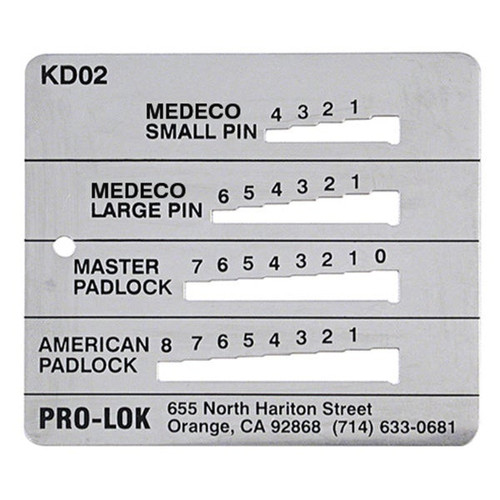 KD02
MEDECO 4 3 2 1
SMALL PIN
MEDECO 6 5 4 3 2 1
LARGE PIN
MASTER 7 6 5 4 3 2 1 0
PADLOCK
AMERICAN 8 7 6 5 4 3 2 1
PADLOCK
PRO-LOK 655 North Hariton Street
Orange, CA 92868 (714) 633-0681